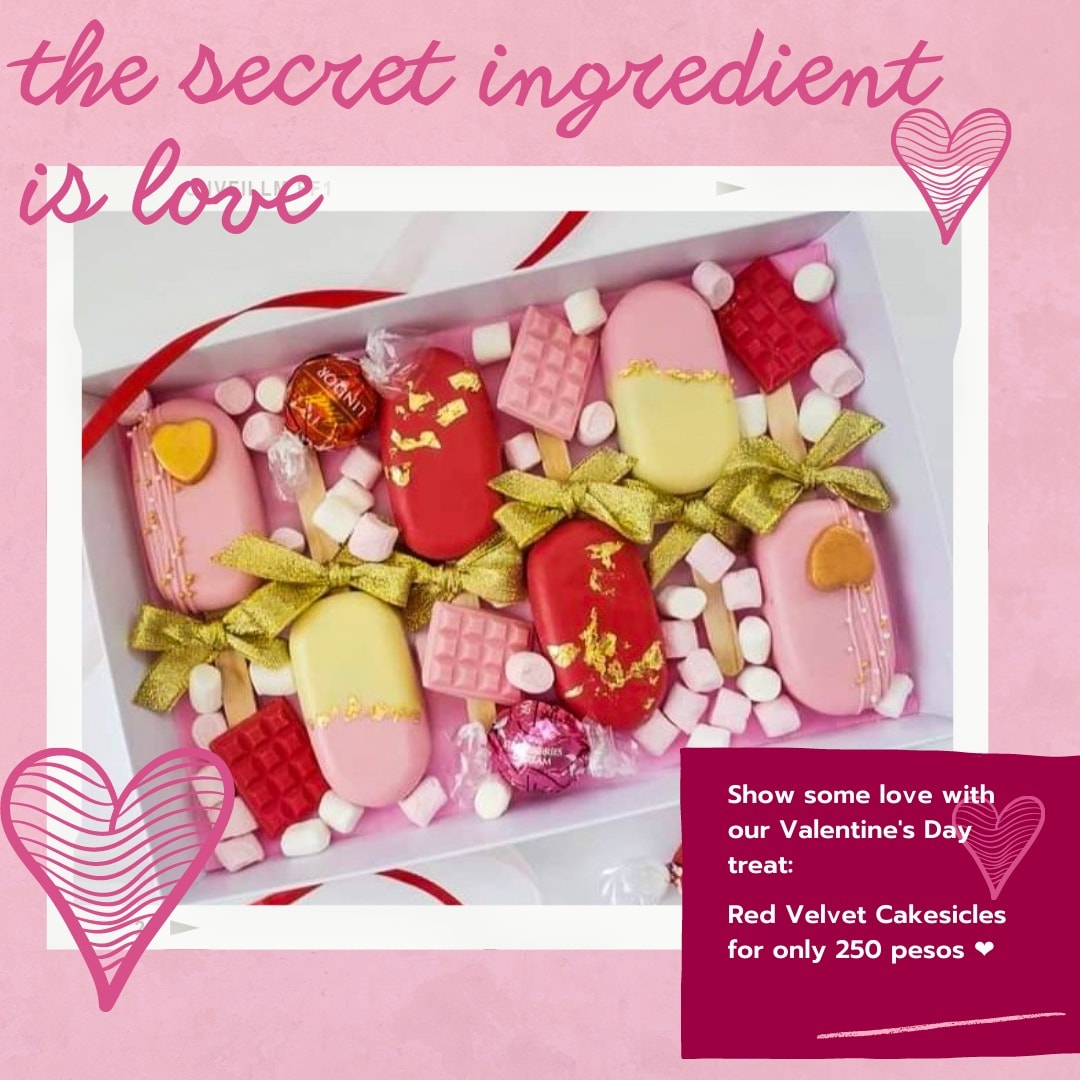 the secret ingredient
is love
LINDOR
Show some love with
our Valentine's Day
treat:
Red Velvet Cakesicles
for only 250 pesos ❤